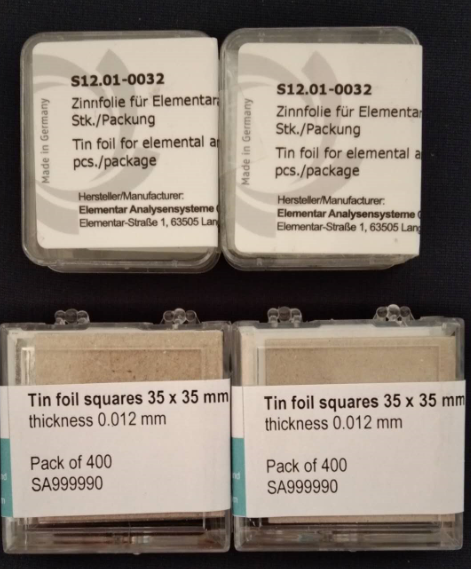 S12.01-0032
Zinnfolie für Elementar
Stk./Packung
Tin foil for elemental a
pcs./package
Hersteller/Manufacturer:
Elementar Analysensysteme
Elementar-Straße 1, 63505 Lan
Made in Germany
S12.01-0032
Zinnfolie für Elementa
Stk./Packung
Tin foil for elemental a
pcs./package
Hersteller/Manufacturer:
Elementar Analysensysteme
Elementar-Straße 1, 63505 Lang
Made in Germany
Tin foil squares 35 x 35 mm
thickness 0.012 mm
Pack of 400
SA999990
Tin foil squares 35 x 35 mm
thickness 0.012 mm
Pack of 400
SA999990